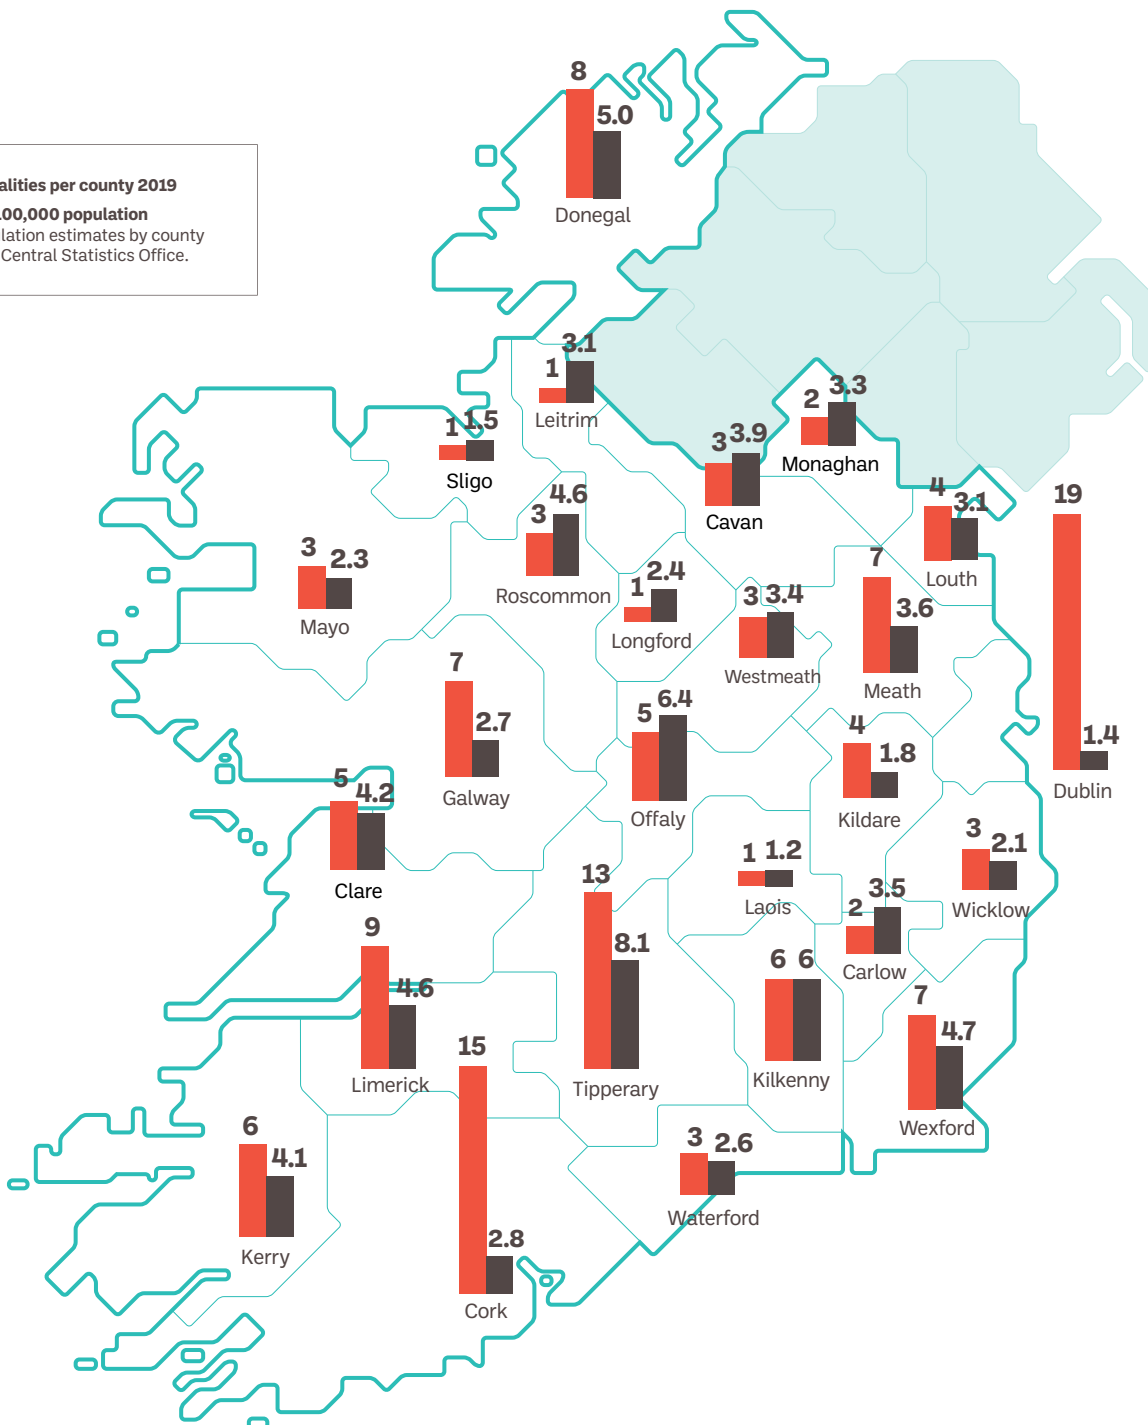 8
5.0
Donegal
alities per county 2019
100,000 population
ulation estimates by county
Central Statistics Office.
1 3.1
Leitrim
2 3.3
Monaghan
1 1.5
Sligo
3 3.9
Cavan
3 4.6
Roscommon
4 3.1
Louth
19
1.4
Dublin
3 2.3
Mayo
1 2.4
Longford
3 3.4
Westmeath
7
3.6
Meath
7
2.7
Galway
5 6.4
Offaly
4
1.8
Kildare
5 4.2
Clare
1 1.2
Laois
3 2.1
Wicklow
13
8.1
Tipperary
2 3.5
Carlow
9
4.6
Limerick
6 6
Kilkenny
7
4.7
Wexford
15
2.8
Cork
6
4.1
Kerry
3 2.6
Waterford